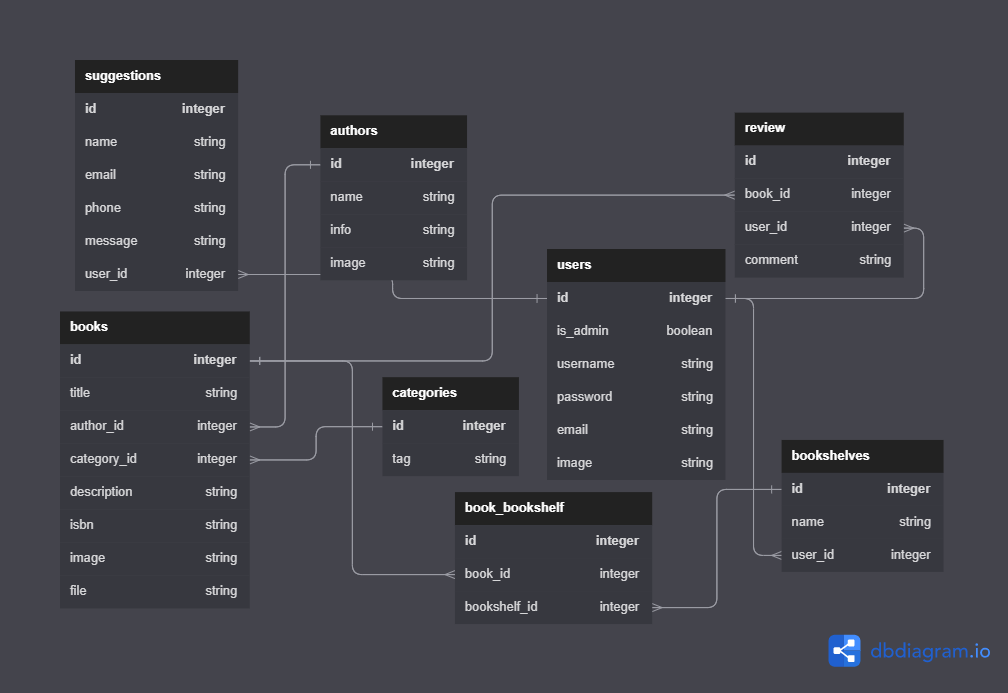 suggestions
id integer
name string
email string
phone string
message string
user_id integer
authors
id integer
name string
info string
image string
review
id integer
book_id integer
user_id integer
comment string
users
id integer
is_admin boolean
username string
password string
email string
image string
books
id integer
title string
author_id integer
category_id integer
description string
isbn string
image string
file string
categories
id integer
tag string
bookshelves
id integer
name string
user_id integer
book_bookshelf
id integer
book_id integer
bookshelf_id integer
dbdiagram.io